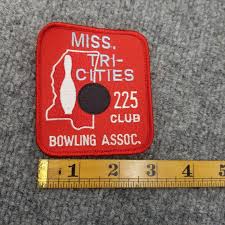 MISS.
TRI-
CITIES
225
CLUB
BOWLING ASSOC.
1 2 3 4 5